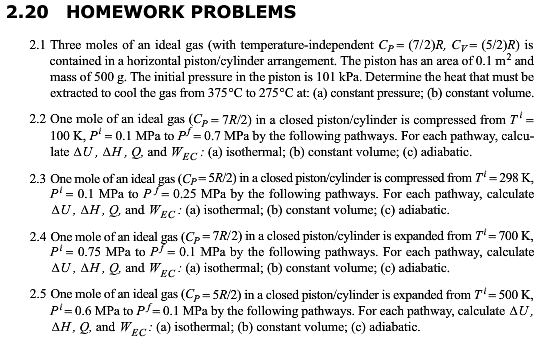 2.20 HOMEWORK PROBLEMS
2.1 Three moles of an ideal gas (with temperature-independent C_P = (7/2)R, C_V = (5/2)R) is
contained in a horizontal piston/cylinder arrangement. The piston has an area of 0.1 m² and
mass of 500 g. The initial pressure in the piston is 101 kPa. Determine the heat that must be
extracted to cool the gas from 375°C to 275°C at: (a) constant pressure; (b) constant volume.
2.2 One mole of an ideal gas (C_P = 7R/2) in a closed piston/cylinder is compressed from T^i =
100 K, P^i = 0.1 MPa to P^f = 0.7 MPa by the following pathways. For each pathway, calcu-
late ΔU, ΔH, Q, and W_EC: (a) isothermal; (b) constant volume; (c) adiabatic.
2.3 One mole of an ideal gas (C_P = 5R/2) in a closed piston/cylinder is compressed from T^i = 298 K,
P^i = 0.1 MPa to P^f = 0.25 MPa by the following pathways. For each pathway, calculate
ΔU, ΔH, Q, and W_EC: (a) isothermal; (b) constant volume; (c) adiabatic.
2.4 One mole of an ideal gas (C_P = 7R/2) in a closed piston/cylinder is expanded from T^i = 700 K,
P^i = 0.75 MPa to P^f = 0.1 MPa by the following pathways. For each pathway, calculate
ΔU, ΔH, Q, and W_EC: (a) isothermal; (b) constant volume; (c) adiabatic.
2.5 One mole of an ideal gas (C_P = 5R/2) in a closed piston/cylinder is expanded from T^i = 500 K,
P^i = 0.6 MPa to P^f = 0.1 MPa by the following pathways. For each pathway, calculate ΔU,
ΔH, Q, and W_EC: (a) isothermal; (b) constant volume; (c) adiabatic.